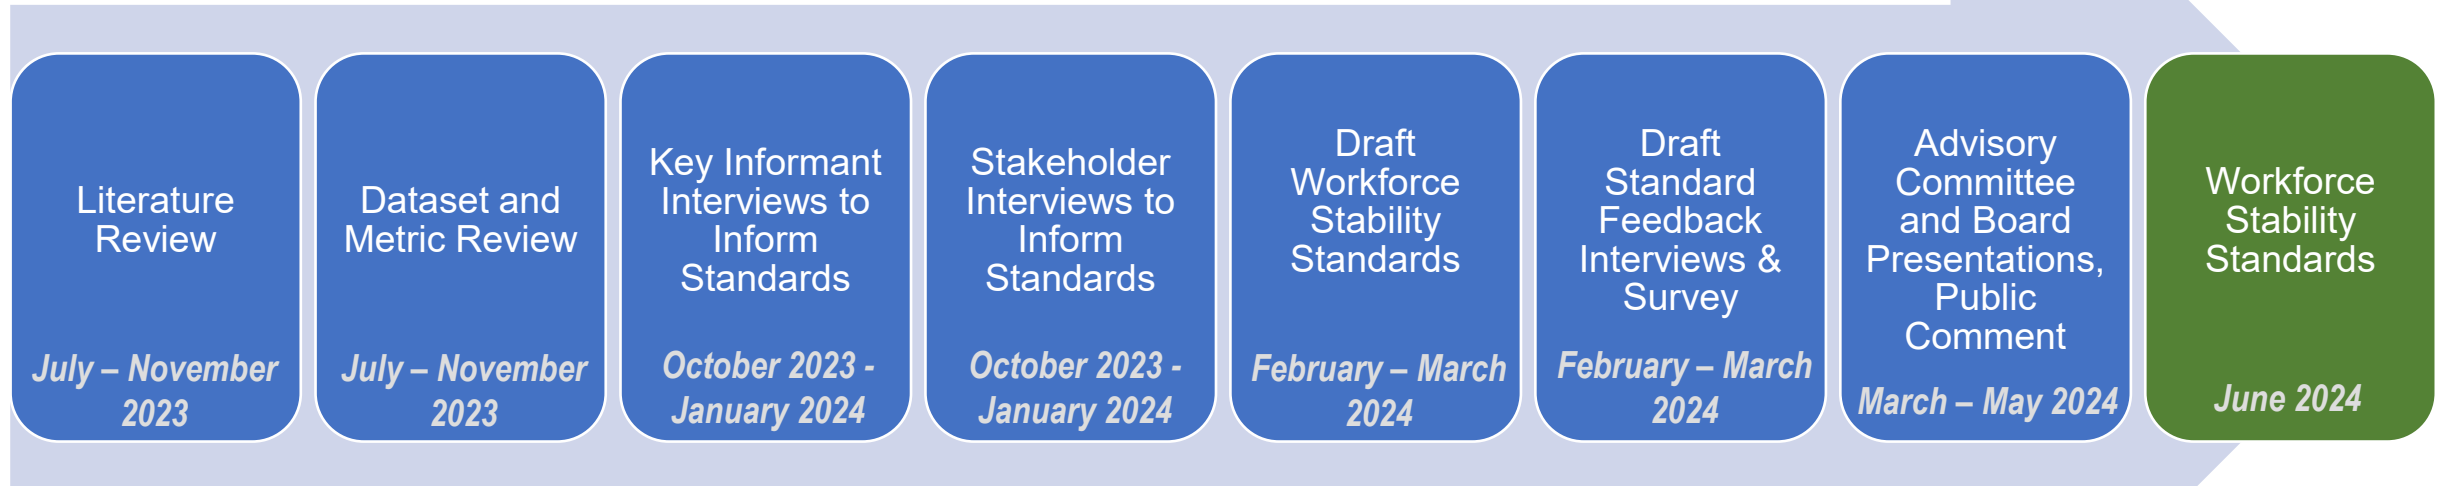 Literature
Review
July – November
2023
Dataset and
Metric Review
July – November
2023
Key Informant
Interviews to
Inform
Standards
October 2023 -
January 2024
Stakeholder
Interviews to
Inform
Standards
October 2023 -
January 2024
Draft
Workforce
Stability
Standards
February – March
2024
Draft
Standard
Feedback
Interviews &
Survey
February – March
2024
Advisory
Committee
and Board
Presentations,
Public
Comment
March – May 2024
Workforce
Stability
Standards
June 2024